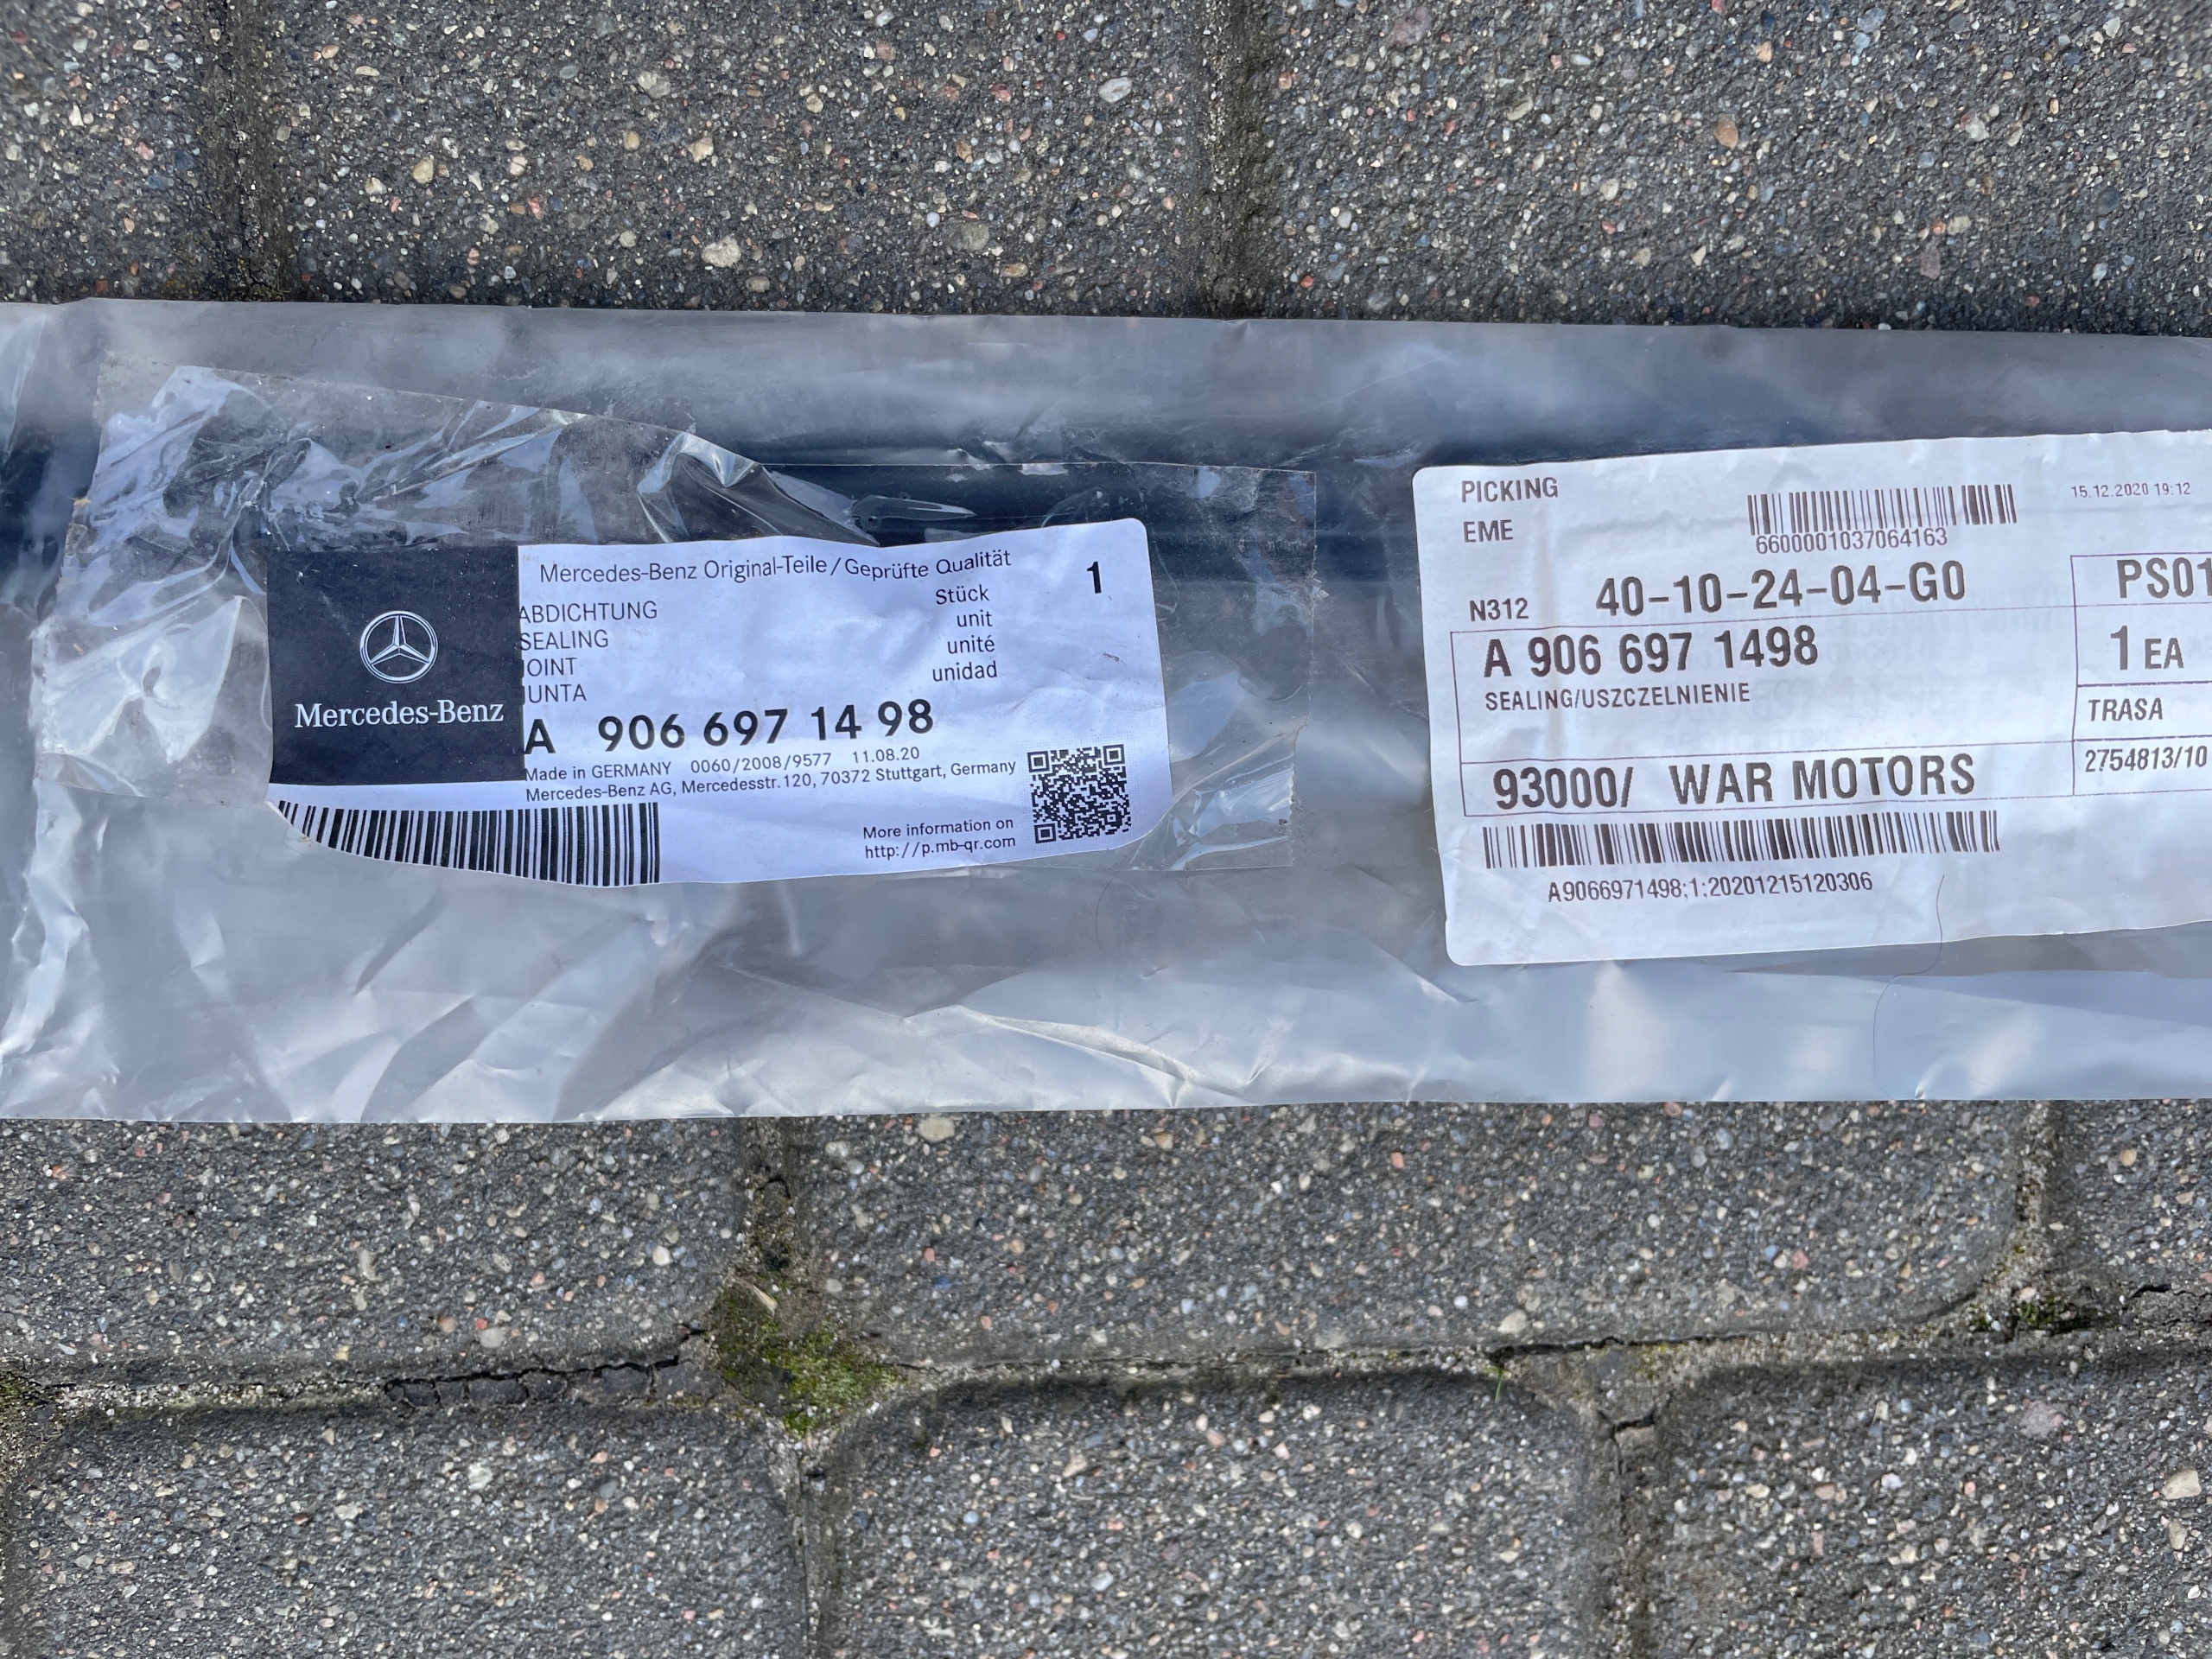 Mercedes-Benz
Mercedes-Benz Original-Teile/Geprüfte Qualität
1
ABDICHTUNG
SEALING
JOINT
JUNTA
Stück
unit
unité
unidad
A 906 697 14 98
Made in GERMANY 0060/2008/9577 11.08.20
Mercedes-Benz AG, Mercedesstr. 120, 70372 Stuttgart, Germany
More information on
http://p.mb-qr.com
PICKING
EME
6600001037064163
15.12.2020 19:12
N312 40-10-24-04-G0
PS01
A 906 697 1498
1 EA
SEALING/USZCZELNIENIE
TRASA
93000/ WAR MOTORS
2754813/10
A9066971498;1;20201215120306